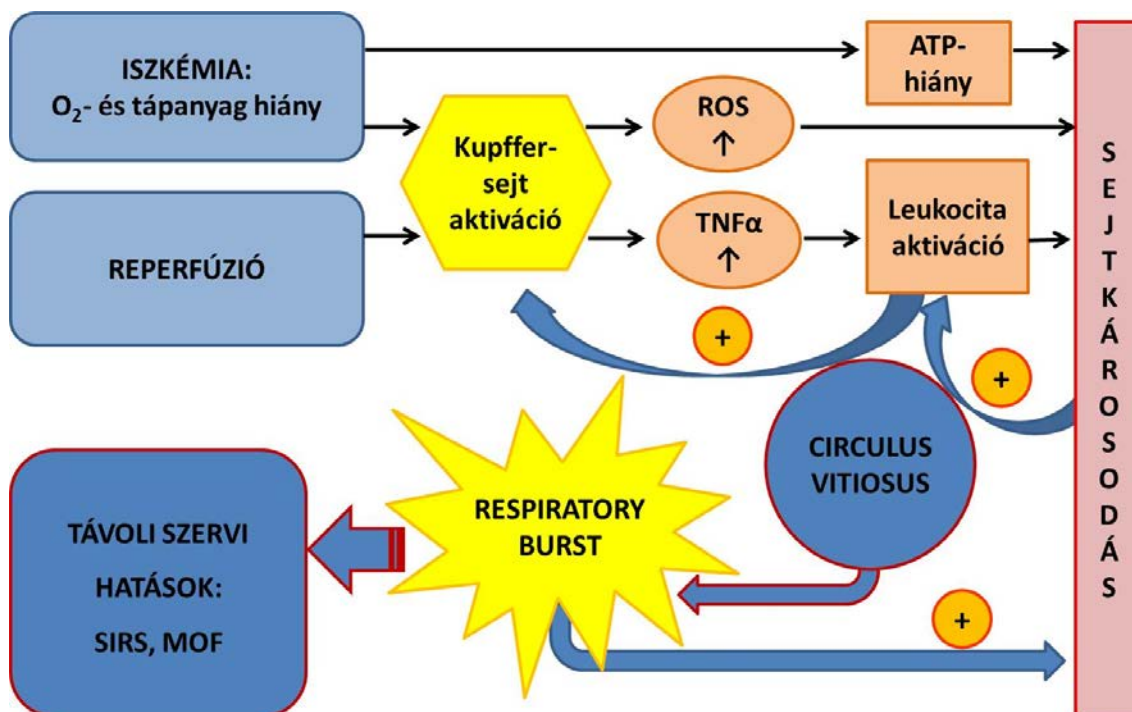 ISZKÉMIA:
O₂- és tápanyag hiány
REPERFÚZIÓ
Kupffer-
sejt
aktiváció
ROS
↑
TNFα
↑
ATP-
hiány
Leukocita
aktiváció
+
+
SEJTKÁROSODÁS
CIRCULUS
VITIOSUS
RESPIRATORY
BURST
TÁVOLI SZERVI
HATÁSOK:
SIRS, MOF
+